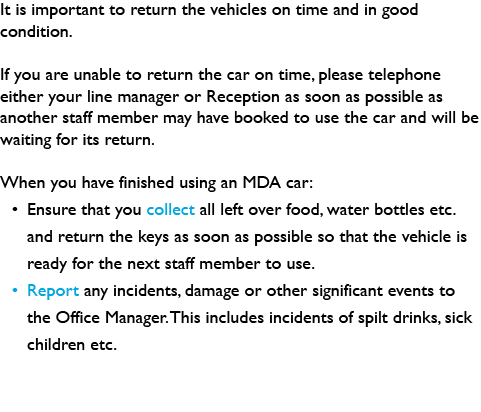 It is important to return the vehicles on time and in good
condition.
If you are unable to return the car on time, please telephone
either your line manager or Reception as soon as possible as
another staff member may have booked to use the car and will be
waiting for its return.
When you have finished using an MDA car:
• Ensure that you collect all left over food, water bottles etc.
and return the keys as soon as possible so that the vehicle is
ready for the next staff member to use.
• Report any incidents, damage or other significant events to
the Office Manager. This includes incidents of spilt drinks, sick
children etc.